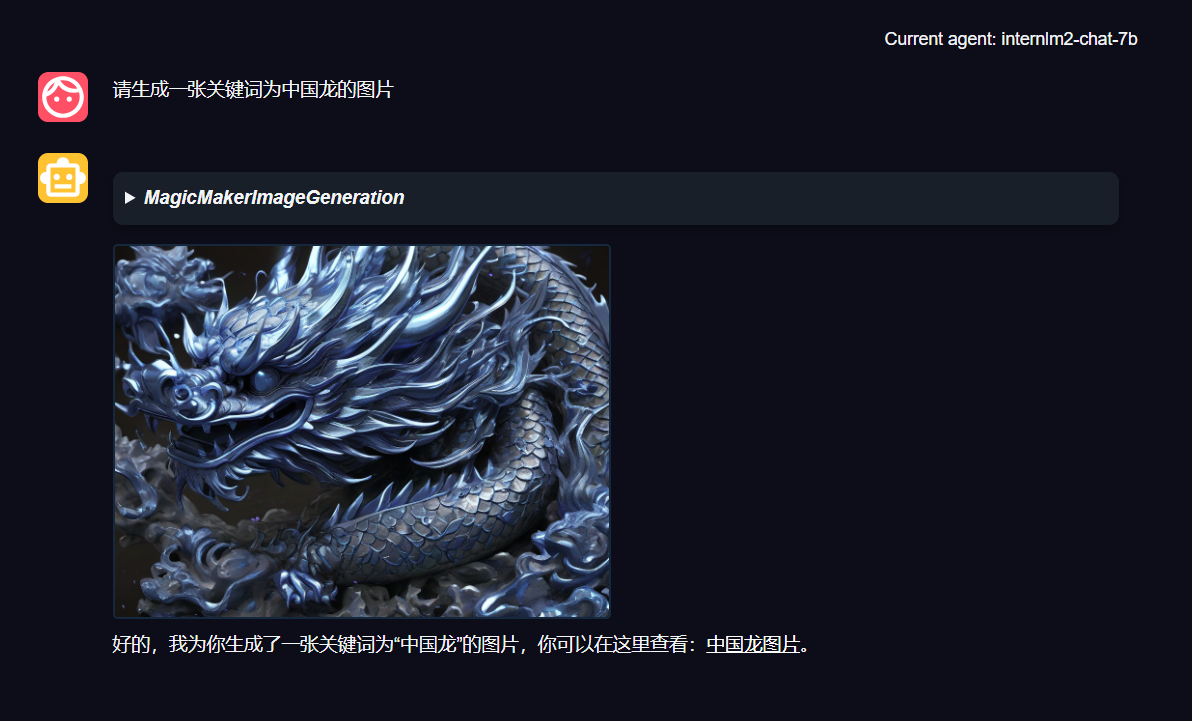 Current agent: internlm2-chat-7b
请生成一张关键词为中国龙的图片
MagicMakerImageGeneration
好的，我为你生成了一张关键词为“中国龙”的图片，你可以在这里查看：中国龙图片。